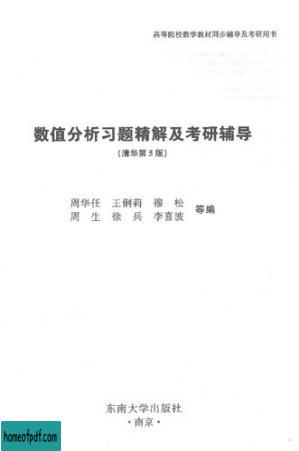 高等院校数学教材同步辅导及考研用书
数值分析习题精解及考研辅导
(清华第5版)
周华任 王俐莉 穆松
周生 徐兵 李喜波
等编
东南大学出版社
·南京·
homeofpdf.com